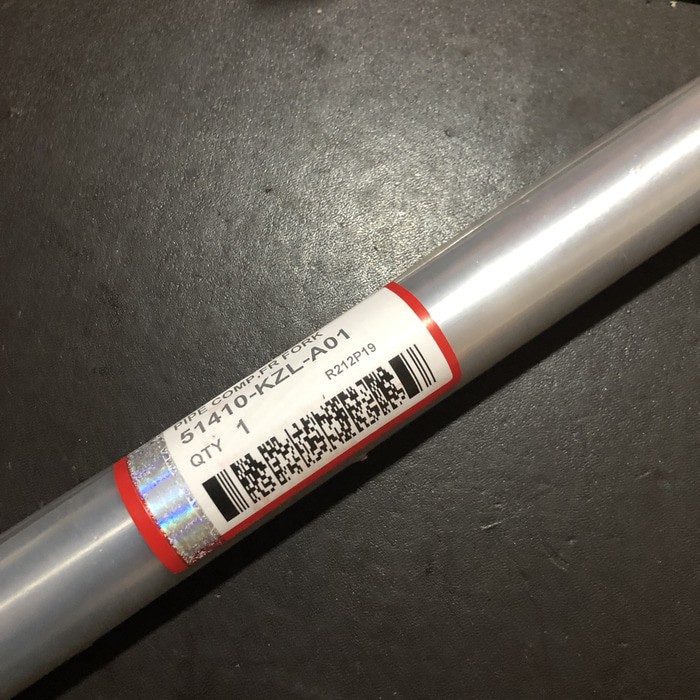 PIPE COMP,FR FORK
51410-KZL-A01
QTY 1
R212P19